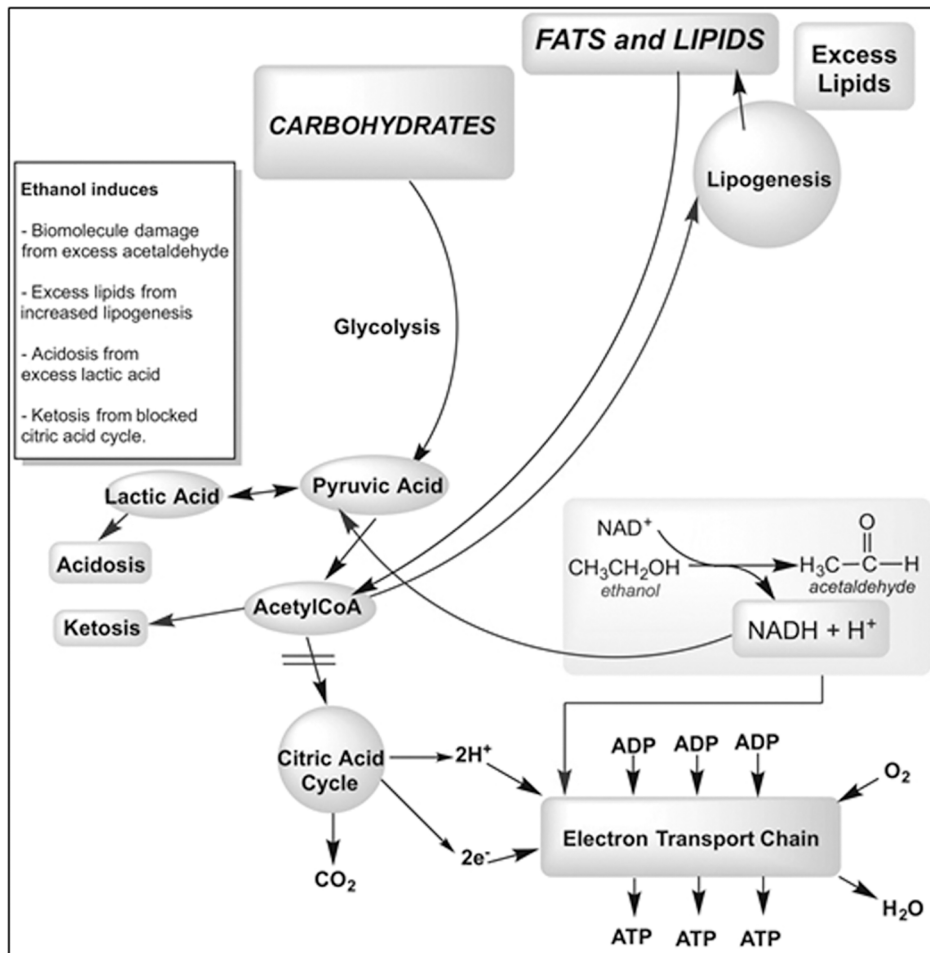 FATS and LIPIDS
Excess
Lipids
CARBOHYDRATES
Lipogenesis
Ethanol induces
- Biomolecule damage
from excess acetaldehyde
- Excess lipids from
increased lipogenesis
- Acidosis from
excess lactic acid
- Ketosis from blocked
citric acid cycle.
Glycolysis
Lactic Acid
Pyruvic Acid
Acidosis
NAD⁺
O
CH₃CH₂OH
ethanol
H₃C—C—H
acetaldehyde
AcetylCoA
Ketosis
NADH + H⁺
Citric Acid
Cycle
2H⁺
ADP ADP ADP
O₂
Electron Transport Chain
2e⁻
CO₂
H₂O
ATP ATP ATP